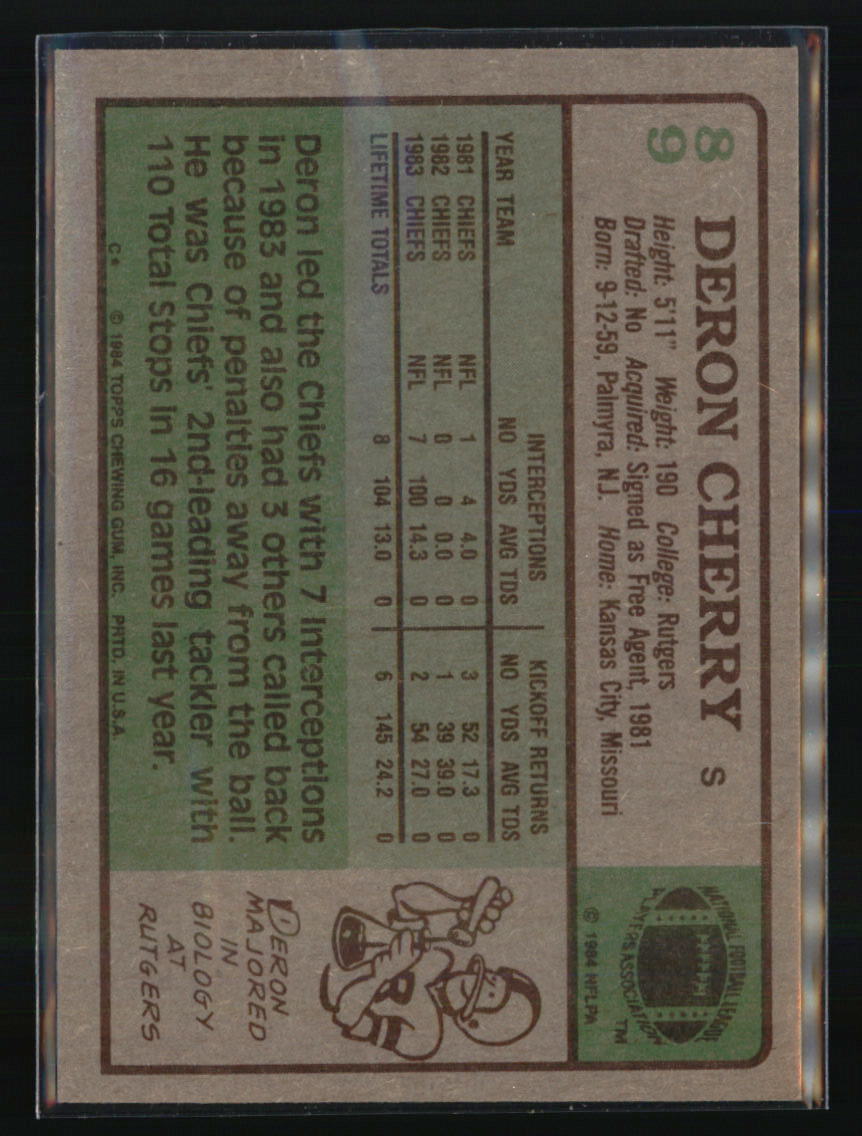 89
DERON CHERRY S
Height: 5'11" Weight: 190 College: Rutgers
Drafted: No Acquired: Signed as Free Agent, 1981
Born: 9-12-59, Palmyra, N.J. Home: Kansas City, Missouri
NATIONAL FOOTBALL LEAGUE
PLAYERS ASSOCIATION
TM
© 1984 NFLPA
INTERCEPTIONS KICKOFF RETURNS
YEAR TEAM NO YDS AVG TDS NO YDS AVG TDS
1981 CHIEFS NFL 1 4 4.0 0 3 52 17.3 0
1982 CHIEFS NFL 0 0 0.0 0 1 39 39.0 0
1983 CHIEFS NFL 7 100 14.3 0 2 54 27.0 0
LIFETIME TOTALS 8 104 13.0 0 6 145 24.2 0
Deron led the Chiefs with 7 Interceptions
in 1983 and also had 3 others called back
because of penalties away from the ball.
He was Chiefs' 2nd-leading tackler with
110 Total Stops in 16 games last year.
C* © 1984 TOPPS CHEWING GUM, INC. PRTD. IN U.S.A.
DERON
MAJORED
IN
BIOLOGY
AT
RUTGERS